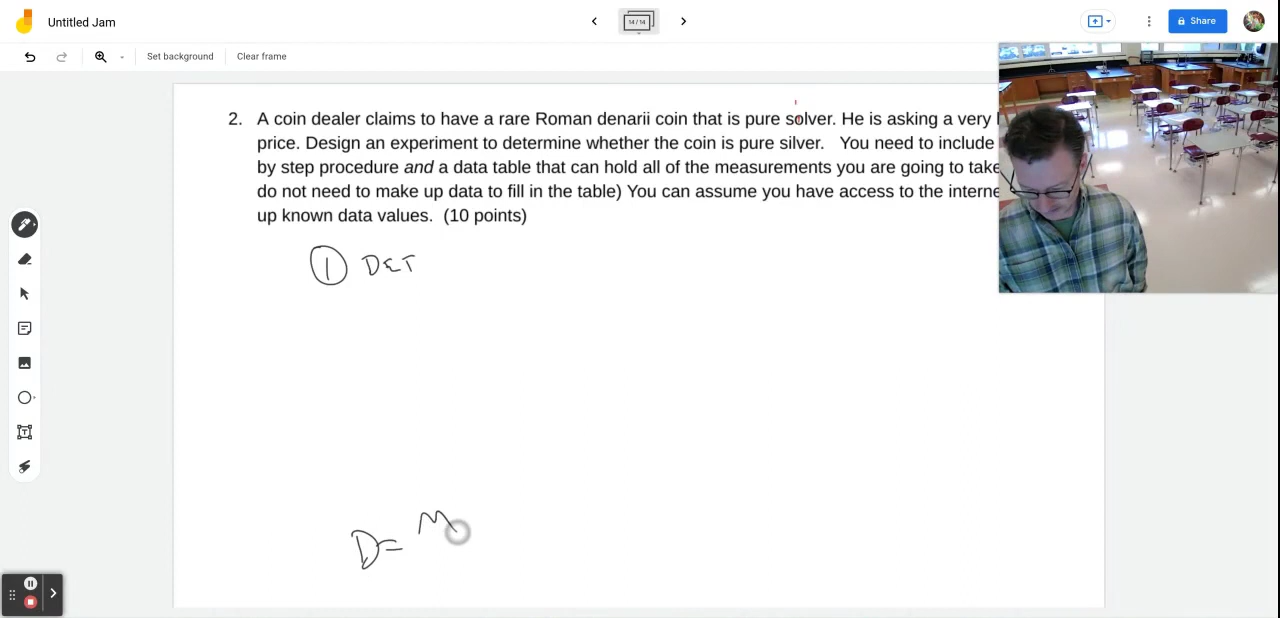 Untitled Jam
14 / 14
Share
Set background
Clear frame
2. A coin dealer claims to have a rare Roman denarii coin that is pure solver. He is asking a very
price. Design an experiment to determine whether the coin is pure silver. You need to include
by step procedure and a data table that can hold all of the measurements you are going to take
do not need to make up data to fill in the table) You can assume you have access to the interne
up known data values. (10 points)
① DET
D= M